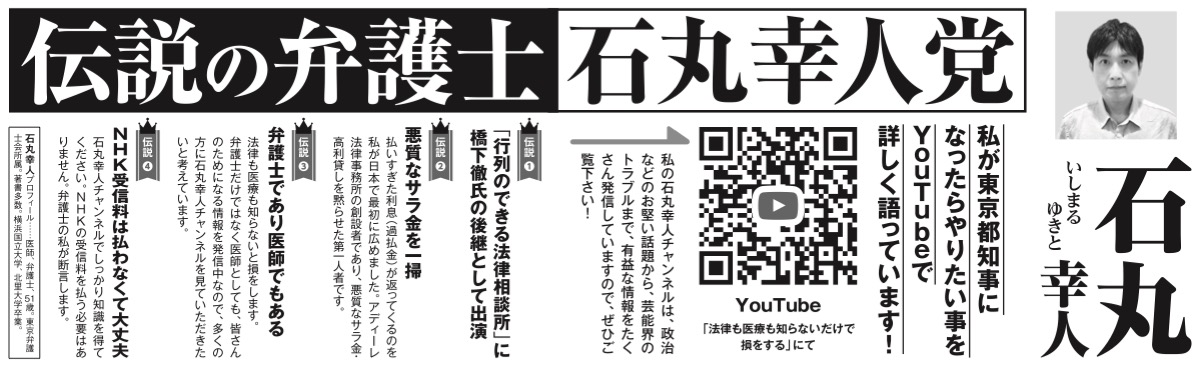 伝説の弁護士
石丸幸人党
石丸
幸人
いしまる
ゆきと
私が東京都知事に
なったらやりたい事を
YouTubeで
詳しく語っています!
YouTube
「法律も医療も知らないだけで
損をする」にて
私の石丸幸人チャンネルは、政治
などのお堅い話題から、芸能界の
トラブルまで、有益な情報をたく
さん発信していますので、ぜひご
覧下さい!
伝説1
「行列のできる法律相談所」に
橋下徹氏の後継として出演
伝説2
悪質なサラ金を一掃
払いすぎた利息(過払金)が返ってくるのを
私が日本で最初に広めました。アディーレ
法律事務所の創設者であり、悪質なサラ金・
高利貸しを黙らせた第一人者です。
伝説3
弁護士であり医師でもある
法律も医療も知らないと損をします。
弁護士だけではなく医師としても、皆さん
のためになる情報を発信中なので、多くの
方に石丸幸人チャンネルを見ていただきた
いと考えています。
伝説4
NHK受信料は払わなくて大丈夫
石丸幸人チャンネルでしっかり知識を得て
ください。NHKの受信料を払う必要はあ
りません。弁護士の私が断言します。
石丸幸人プロフィール……医師、弁護士、51歳。東京弁護
士会所属。著書多数。横浜国立大学、北里大学卒業。